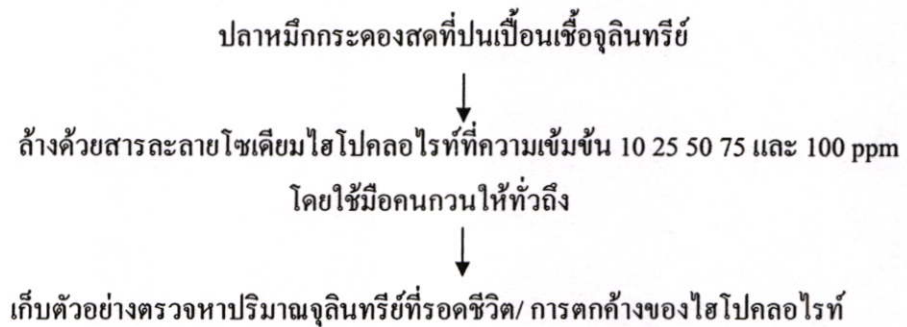 ปลาหมึกกระดองสดที่ปนเปื้อนเชื้อจุลินทรีย์
ล้างด้วยสารละลายโซเดียมไฮโปคลอไรท์ที่ความเข้มข้น 10 25 50 75 และ 100 ppm
โดยใช้มือคนกวนให้ทั่วถึง
เก็บตัวอย่างตรวจหาปริมาณจุลินทรีย์ที่รอดชีวิต/ การตกค้างของไฮโปคลอไรท์